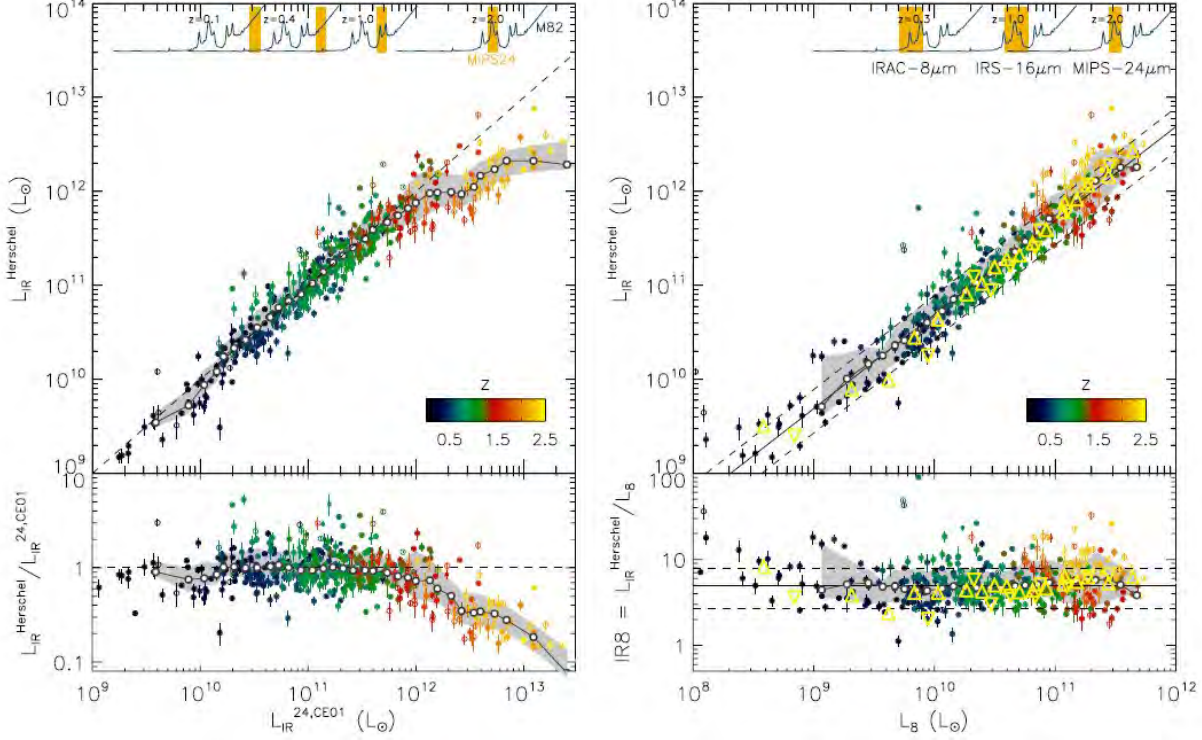 z=0.1 z=0.4 z=1.0 z=2.0 M82
MIPS24
10^14
10^13
10^12
10^11
10^10
10^9
L_IR^Herschel (L_⊙)
Z
0.5 1.5 2.5
10
1
0.1
L_IR^Herschel/L_IR^24,CE01
10^9 10^10 10^11 10^12 10^13
L_IR^24,CE01 (L_⊙)
z=0.3 z=1.0 z=2.0
IRAC-8μm IRS-16μm MIPS-24μm
10^14
10^13
10^12
10^11
10^10
10^9
L_IR^Herschel (L_⊙)
Z
0.5 1.5 2.5
100
10
1
IR8 = L_IR^Herschel/L_8
10^8 10^9 10^10 10^11 10^12
L_8 (L_⊙)